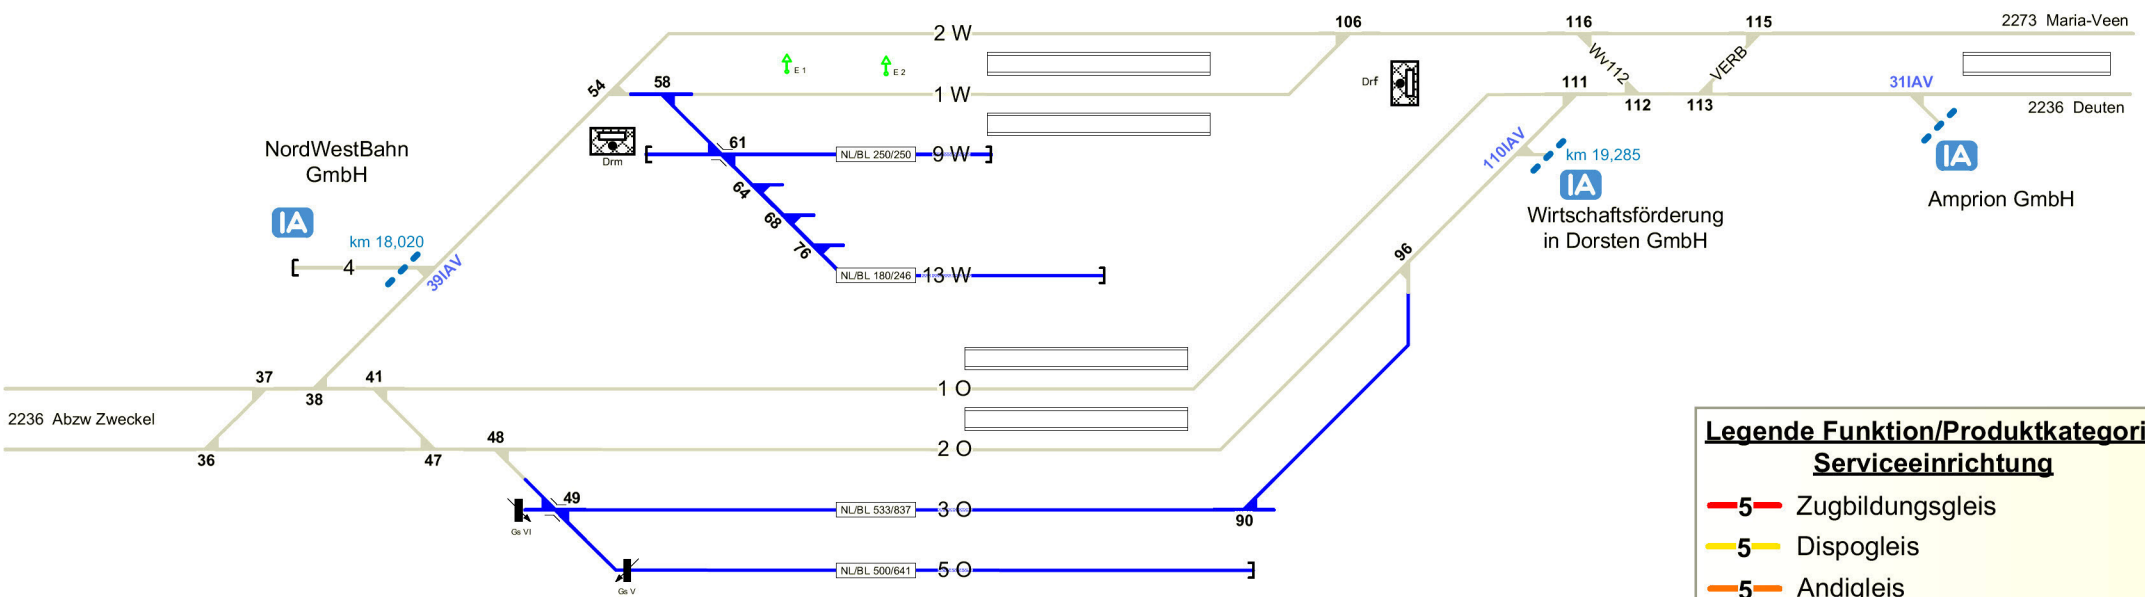 106
116
115
2273 Maria-Veen
2 W
Wv112
VERB
E 1
E 2
54
58
1 W
Drf
111
112
113
31IAV
2236 Deuten
NordWestBahn
GmbH
Drm
61
NL/BL 250/250
9 W
110IAV
km 19,285
IA
IA
Amprion GmbH
Wirtschaftsförderung
in Dorsten GmbH
64
68
76
IA
km 18,020
4
39IAV
NL/BL 180/246
13 W
96
37
38
41
1 O
2236 Abzw Zweckel
36
47
48
2 O
49
Gs VI
NL/BL 533/837
3 O
90
Gs V
NL/BL 500/641
5 O
Legende Funktion/Produktkategori
Serviceeinrichtung
5 Zugbildungsgleis
5 Dispogleis
5 Andigleis